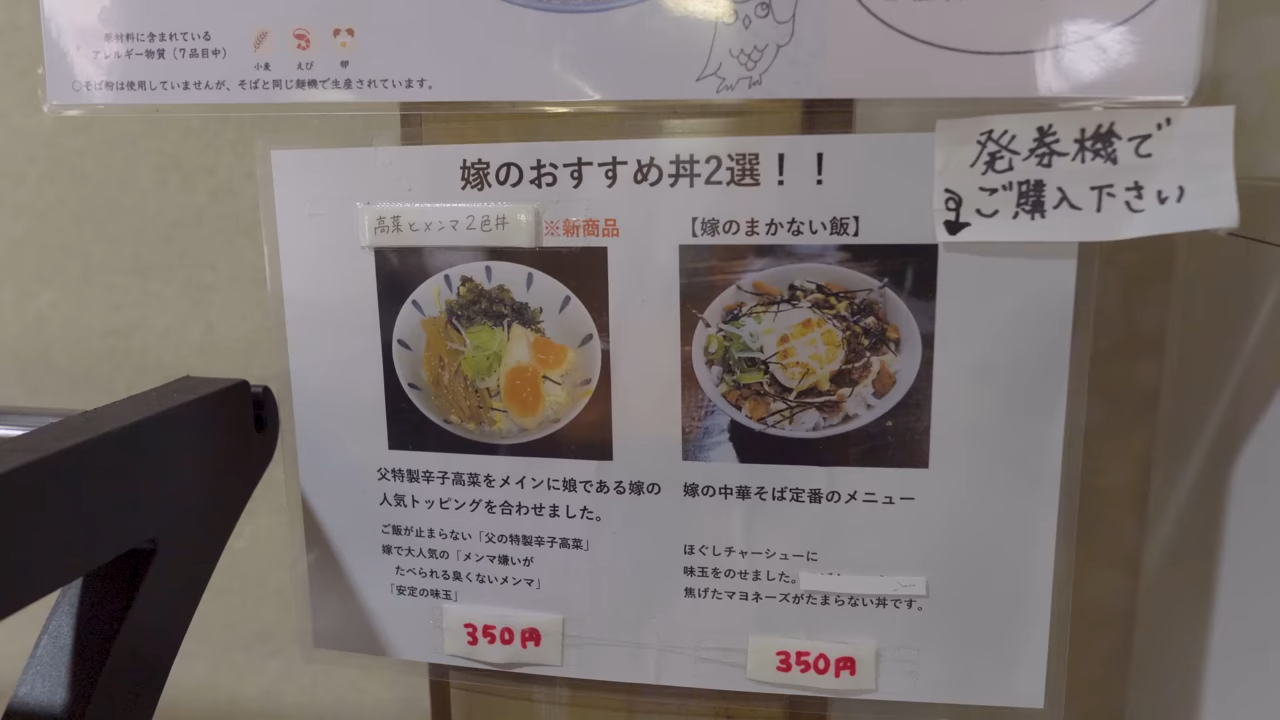 原材料に含まれている
アレルギー物質(7品目中)
小麦 えび 卵
○そば粉は使用していませんが、そばと同じ麺機で生産されています。
発券機で
ご購入下さい
嫁のおすすめ丼2選!!
高菜とメンマ2色丼 ※新商品
【嫁のまかない飯】
父特製辛子高菜をメインに娘である嫁の
人気トッピングを合わせました。
ご飯が止まらない「父の特製辛子高菜」
嫁で大人気の「メンマ嫌いが
たべられる臭くないメンマ」
「安定の味玉」
350円
嫁の中華そば定番のメニュー
ほぐしチャーシューに
味玉をのせました。
焦げたマヨネーズがたまらない丼です。
350円